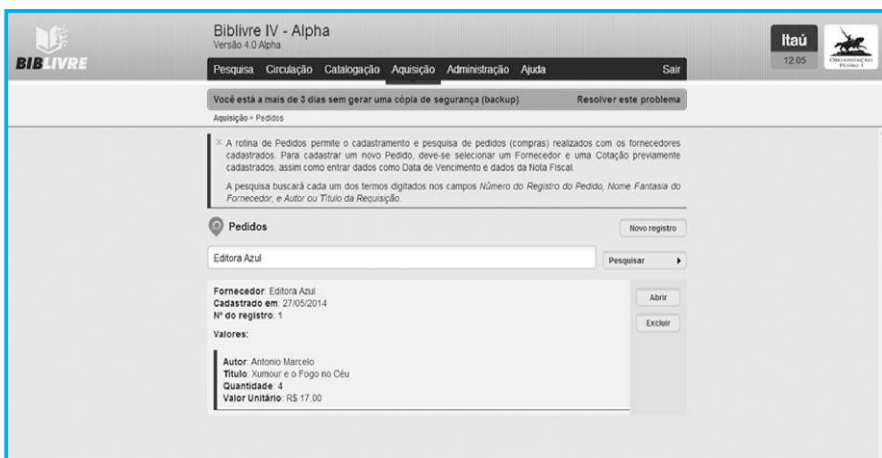 BIBLIVRE
Biblivre IV - Alpha
Versão 4.0 Alpha
Itaú
12:05
ORGANIZAÇÃO
PEDRO I
Pesquisa Circulação Catalogação Aquisição Administração Ajuda Sair
Você está a mais de 3 dias sem gerar uma cópia de segurança (backup) Resolver este problema
Aquisição > Pedidos
× A rotina de Pedidos permite o cadastramento e pesquisa de pedidos (compras) realizados com os fornecedores
cadastrados. Para cadastrar um novo Pedido, deve-se selecionar um Fornecedor e uma Cotação previamente
cadastrados, assim como entrar dados como Data de Vencimento e dados da Nota Fiscal.
A pesquisa buscará cada um dos termos digitados nos campos Número do Registro do Pedido, Nome Fantasia do
Fornecedor, e Autor ou Título da Requisição.
Pedidos
Novo registro
Editora Azul
Pesquisar
Fornecedor: Editora Azul
Cadastrado em: 27/05/2014
Nº do registro: 1
Valores:
Abrir
Excluir
Autor: Antonio Marcelo
Título: Xumour e o Fogo no Céu
Quantidade: 4
Valor Unitário: R$ 17,00